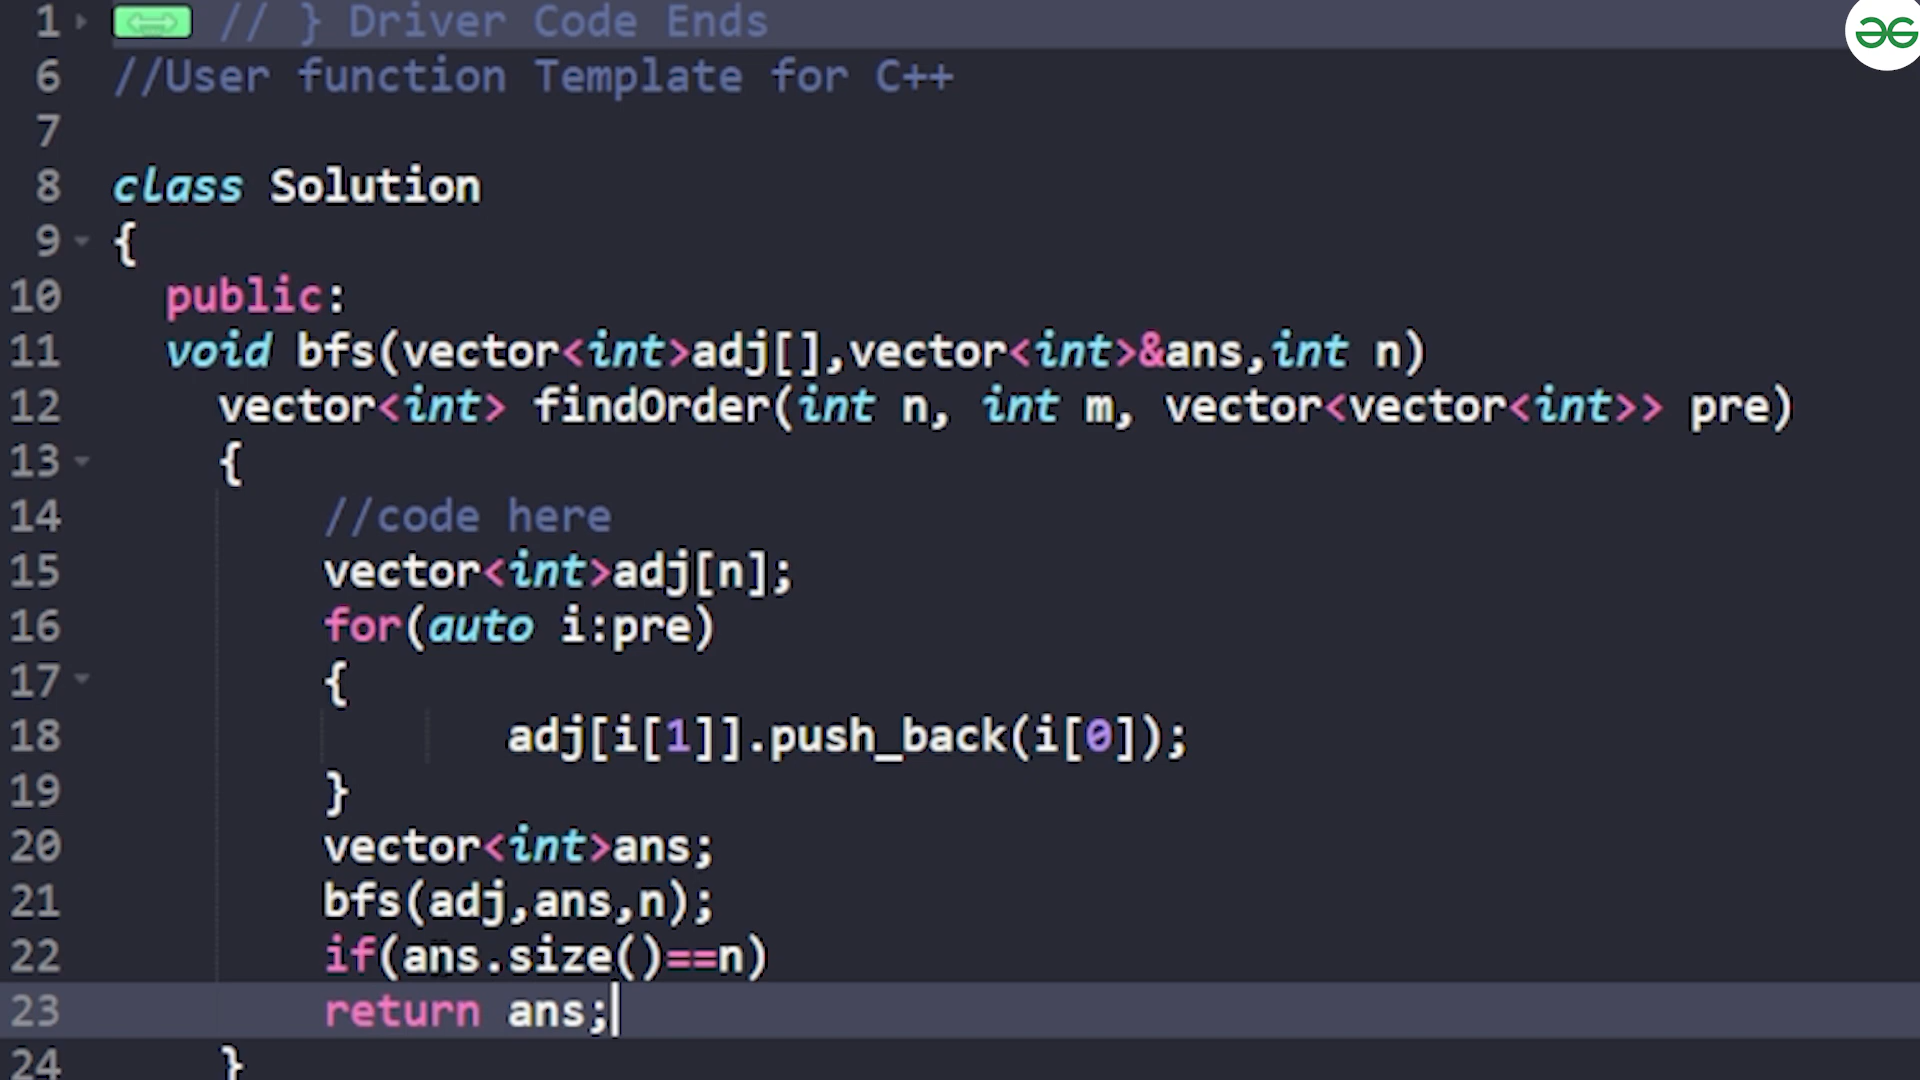 1 // } Driver Code Ends
6 //User function Template for C++
7
8 class Solution
9 {
10 public:
11 void bfs(vector<int>adj[],vector<int>&ans,int n)
12 vector<int> findOrder(int n, int m, vector<vector<int>> pre)
13 {
14 //code here
15 vector<int>adj[n];
16 for(auto i:pre)
17 {
18 adj[i[1]].push_back(i[0]);
19 }
20 vector<int>ans;
21 bfs(adj,ans,n);
22 if(ans.size()==n)
23 return ans;
24 }